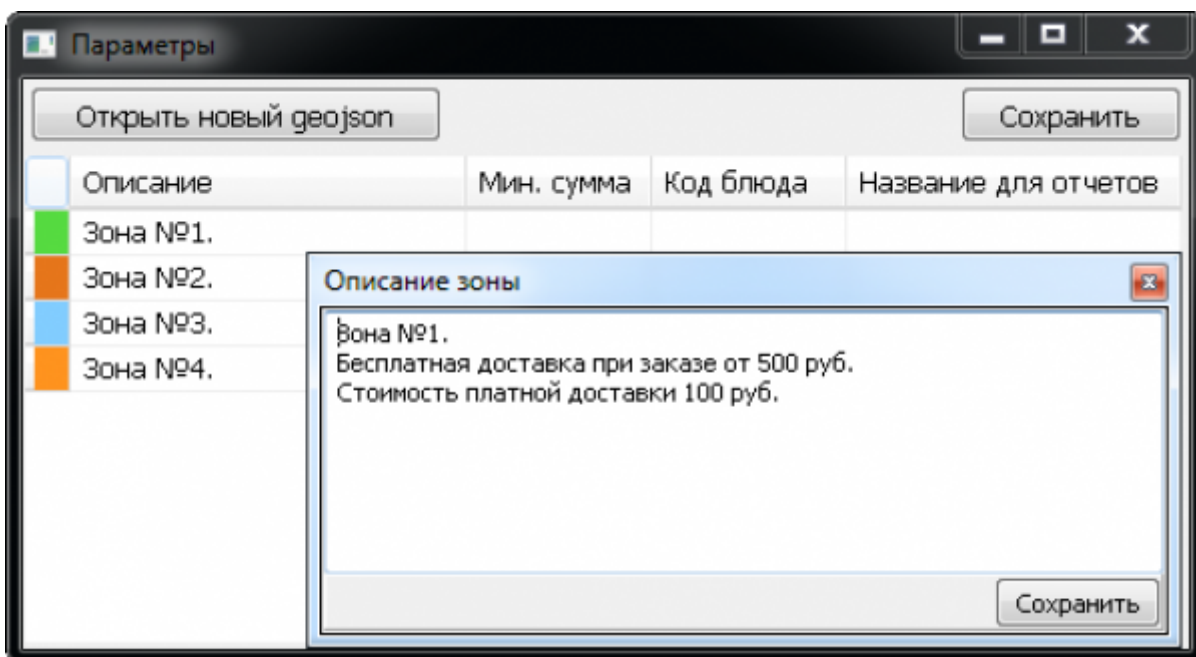 Параметры
Открыть новый geojson
Сохранить
Описание Мин. сумма Код блюда Название для отчетов
Зона №1.
Зона №2.
Зона №3.
Зона №4.
Описание зоны
Зона №1.
Бесплатная доставка при заказе от 500 руб.
Стоимость платной доставки 100 руб.
Сохранить